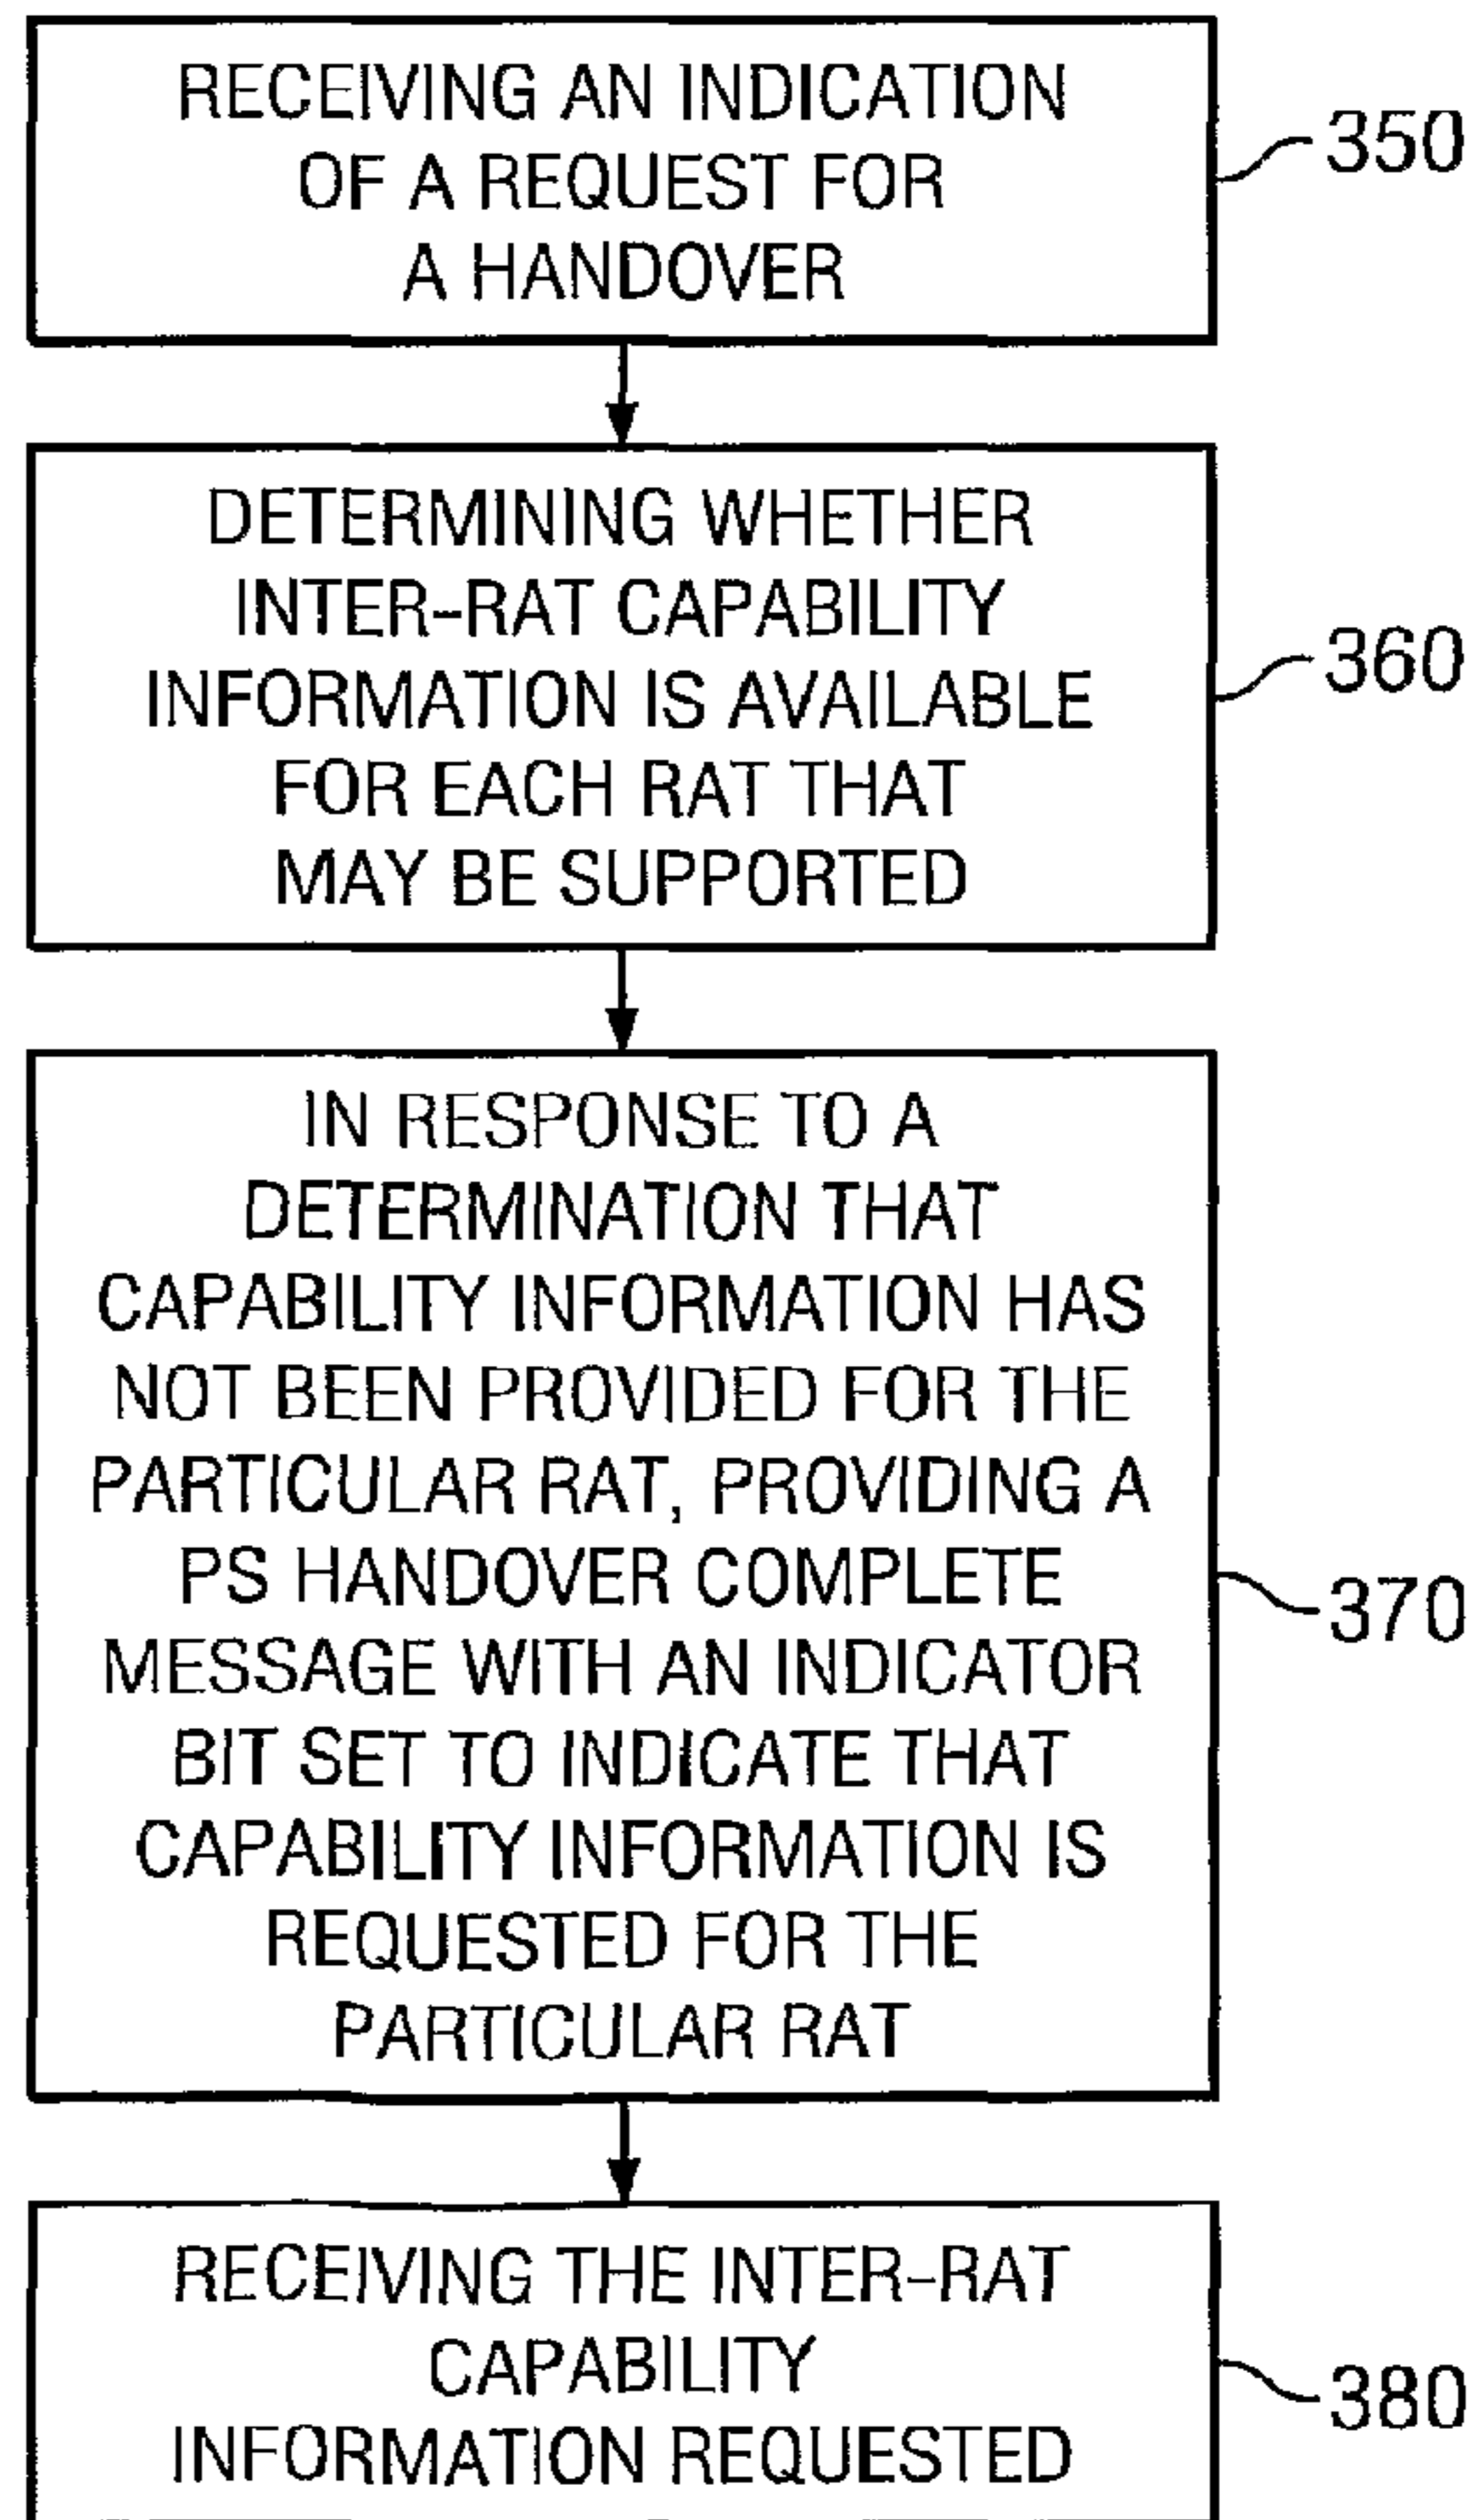 RECEIVING AN INDICATION
OF A REQUEST FOR
A HANDOVER
350
DETERMINING WHETHER
INTER-RAT CAPABILITY
INFORMATION IS AVAILABLE
FOR EACH RAT THAT
MAY BE SUPPORTED
360
IN RESPONSE TO A
DETERMINATION THAT
CAPABILITY INFORMATION HAS
NOT BEEN PROVIDED FOR THE
PARTICULAR RAT, PROVIDING A
PS HANDOVER COMPLETE
MESSAGE WITH AN INDICATOR
BIT SET TO INDICATE THAT
CAPABILITY INFORMATION IS
REQUESTED FOR THE
PARTICULAR RAT
370
RECEIVING THE INTER-RAT
CAPABILITY
INFORMATION REQUESTED
380